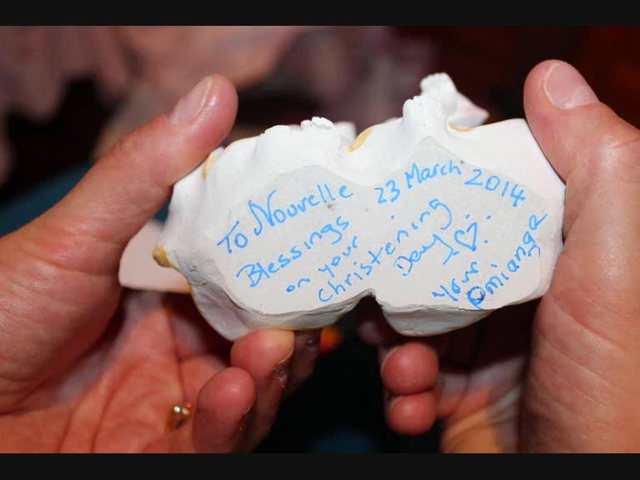 To Nouvelle 23 March 2014
Blessings
on your
christening
Day
Your